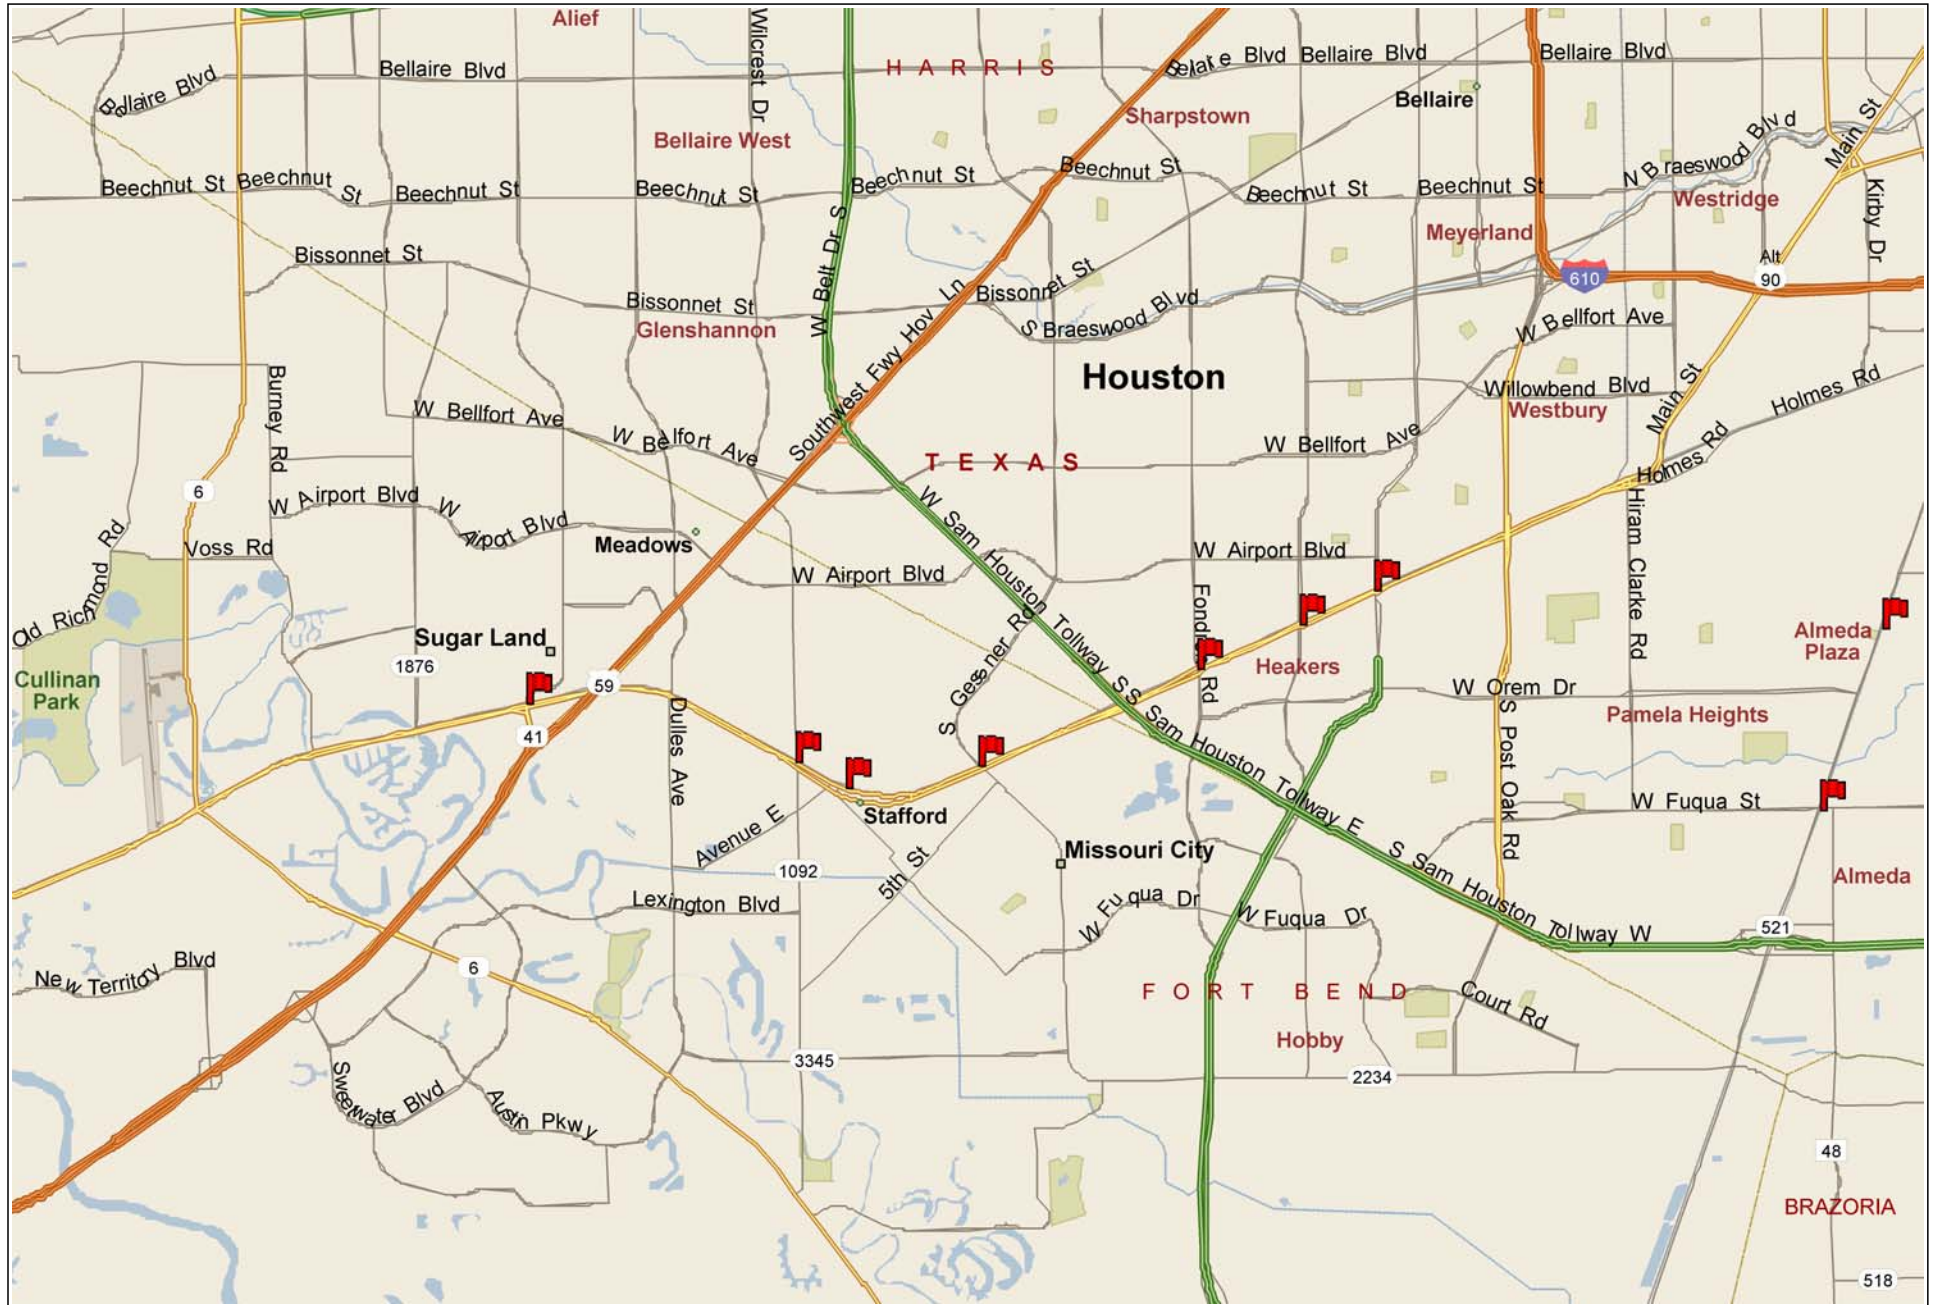 Alief
Wilcrest Dr
HARRIS
Bellaire Blvd
Bellaire Blvd
Bellaire Blvd
Bellaire Blvd
Bellaire Blvd
Bellaire
Sharpstown
Bellaire West
N Braeswood Blvd
Main St
Beechnut St
Beechnut St
Beechnut St
Beechnut St
Beechnut St
Beechnut St
Beechnut St
Beechnut St
Westridge
Kirby Dr
Meyerland
W Belt Dr S
Bissonnet St
Bissonnet St
Bissonnet St
610
Alt
90
Glenshannon
S Braeswood Blvd
Southwest Fwy Hov Ln
W Bellfort Ave
Houston
Willowbend Blvd
Westbury
Main St
Holmes Rd
Burney Rd
W Bellfort Ave
W Bellfort Ave
W Bellfort Ave
TEXAS
Holmes Rd
6
W Airport Blvd
W Airport Blvd
W Sam Houston Tollway S
Hiram Clarke Rd
Old Richmond Rd
Voss Rd
Meadows
W Airport Blvd
W Airport Blvd
Fondren Rd
S Gessner Rd
Sugar Land
1876
59
Heakers
Almeda
Plaza
Cullinan
Park
41
Dulles Ave
W Orem Dr
Pamela Heights
S Post Oak Rd
S Sam Houston Tollway E
Stafford
W Fuqua St
Avenue E
Missouri City
1092
5th St
S Sam Houston Tollway W
Almeda
Lexington Blvd
W Fuqua Dr
W Fuqua Dr
521
New Territory Blvd
6
FORT BEND
Court Rd
Hobby
3345
2234
Sweetwater Blvd
Austin Pkwy
48
BRAZORIA
518